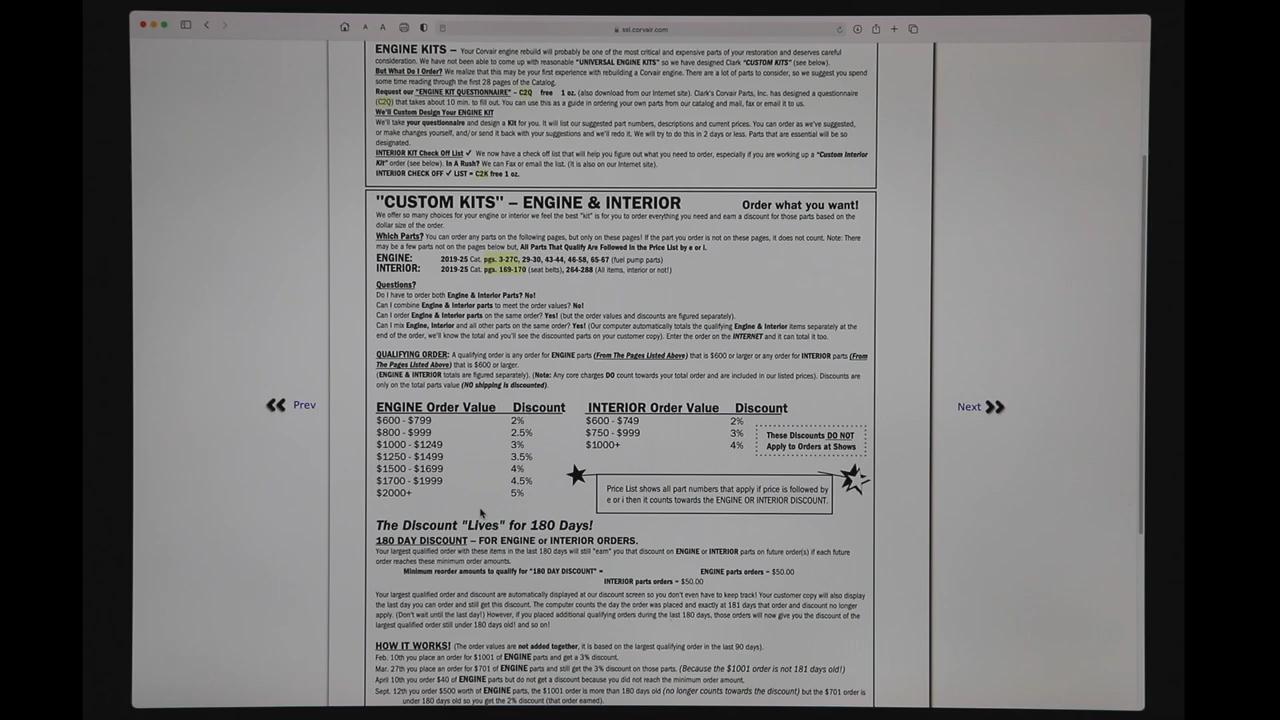 ssl.corvair.com
ENGINE KITS – Your Corvair engine rebuild will probably be one of the most critical and expensive parts of your restoration and deserves careful
consideration. We have not been able to come up with reasonable "UNIVERSAL ENGINE KITS" so we have designed Clark "CUSTOM KITS" (see below).
But What Do I Order? We realize that this may be your first experience with rebuilding a Corvair engine. There are a lot of parts to consider, so we suggest you spend
some time reading through the first 28 pages of the Catalog.
Request our "ENGINE KIT QUESTIONNAIRE" – C2Q free 1 oz. (also download from our Internet site). Clark's Corvair Parts, Inc. has designed a questionnaire
(C2Q) that takes about 10 min. to fill out. You can use this as a guide in ordering your own parts from our catalog and mail, fax or email it to us.
We'll Custom Design Your ENGINE KIT
We'll take your questionnaire and design a Kit for you. It will list our suggested part numbers, descriptions and current prices. You can order as we've suggested,
or make changes yourself, and/or send it back with your suggestions and we'll redo it. We will try to do this in 2 days or less. Parts that are essential will be so
designated.
INTERIOR KIT Check Off List ✓ We now have a check off list that will help you figure out what you need to order, especially if you are working up a "Custom Interior
Kit" order (see below). In A Rush? We can Fax or email the list. (It is also on our Internet site).
INTERIOR CHECK OFF ✓ LIST = C2K free 1 oz.
"CUSTOM KITS" – ENGINE & INTERIOR Order what you want!
We offer so many choices for your engine or interior we feel the best "kit" is for you to order everything you need and earn a discount for those parts based on the
dollar size of the order.
Which Parts? You can order any parts on the following pages, but only on these pages! If the part you order is not on these pages, it does not count. Note: There
may be a few parts not on the pages below but, All Parts That Qualify Are Followed in the Price List by e or i.
ENGINE: 2019-25 Cat. pgs. 3-27C, 29-30, 43-44, 46-58, 65-67 (fuel pump parts)
INTERIOR: 2019-25 Cat. pgs. 169-170 (seat belts), 264-288 (All items, interior or not!)
Questions?
Do I have to order both Engine & Interior Parts? No!
Can I combine Engine & Interior parts to meet the order values? No!
Can I order Engine & Interior parts on the same order? Yes! (but the order values and discounts are figured separately).
Can I mix Engine, Interior and all other parts on the same order? Yes! (Our computer automatically totals the qualifying Engine & Interior items separately at the
end of the order, we'll know the total and you'll see the discounted parts on your customer copy). Enter the order on the INTERNET and it can total it too.
QUALIFYING ORDER: A qualifying order is any order for ENGINE parts (From The Pages Listed Above) that is $600 or larger or any order for INTERIOR parts (From
The Pages Listed Above) that is $600 or larger.
(ENGINE & INTERIOR totals are figured separately). (Note: Any core charges DO count towards your total order and are included in our listed prices). Discounts are
only on the total parts value (NO shipping is discounted).
Prev
Next
ENGINE Order Value Discount INTERIOR Order Value Discount
$600 - $799 2% $600 - $749 2%
$800 - $999 2.5% $750 - $999 3%
$1000 - $1249 3% $1000+ 4%
$1250 - $1499 3.5%
$1500 - $1699 4%
$1700 - $1999 4.5%
$2000+ 5%
These Discounts DO NOT
Apply to Orders at Shows
Price List shows all part numbers that apply if price is followed by
e or i then it counts towards the ENGINE OR INTERIOR DISCOUNT.
The Discount "Lives" for 180 Days!
180 DAY DISCOUNT – FOR ENGINE or INTERIOR ORDERS.
Your largest qualified order with these items in the last 180 days will still "earn" you that discount on ENGINE or INTERIOR parts on future order(s) if each future
order reaches these minimum order amounts.
Minimum reorder amounts to qualify for "180 DAY DISCOUNT" = ENGINE parts orders = $50.00
INTERIOR parts orders = $50.00
Your largest qualified order and discount are automatically displayed at our discount screen so you don't even have to keep track! Your customer copy will also display
the last day you can order and still get this discount. The computer counts the day the order was placed and exactly at 181 days that order and discount no longer
apply. (Don't wait until the last day!) However, if you placed additional qualifying orders during the last 180 days, those orders will now give you the discount of the
largest qualified order still under 180 days old! and so on!
HOW IT WORKS! (The order values are not added together, it is based on the largest qualifying order in the last 90 days).
Feb. 10th you place an order for $1001 of ENGINE parts and get a 3% discount.
Mar. 27th you place an order for $701 of ENGINE parts and still get the 3% discount on those parts. (Because the $1001 order is not 181 days old!)
April 10th you order $40 of ENGINE parts but do not get a discount because you did not reach the minimum order amount.
Sept. 12th you order $500 worth of ENGINE parts, the $1001 order is more than 180 days old (no longer counts towards the discount) but the $701 order is
under 180 days old so you get the 2% discount (that order earned).